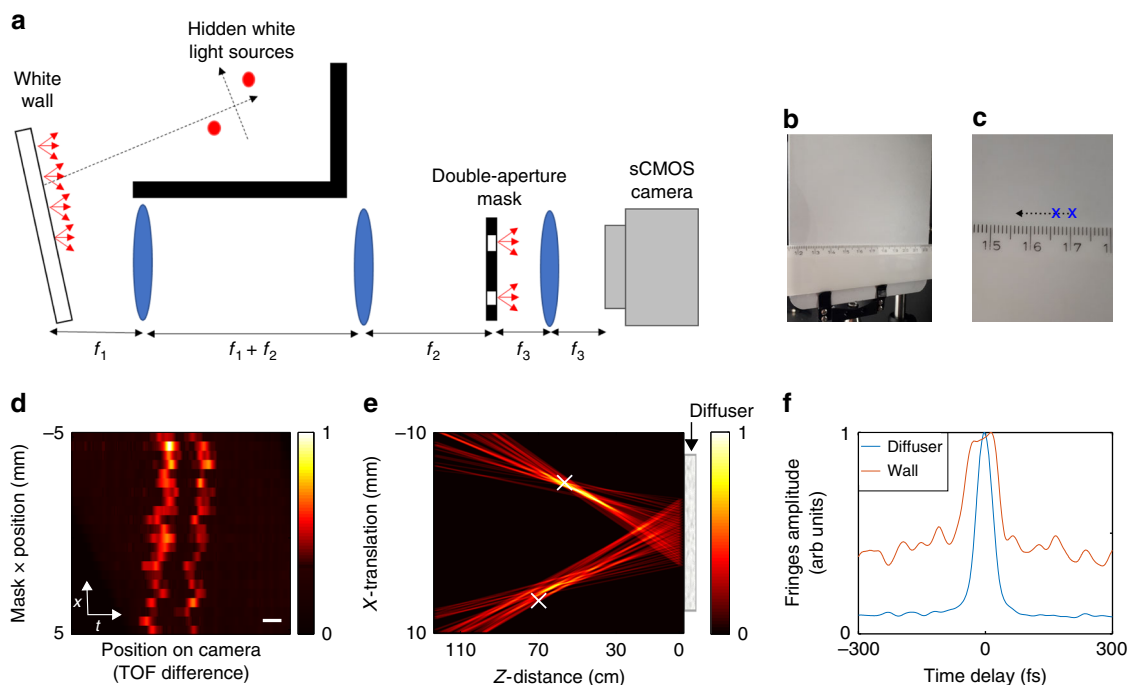 a
Hidden white
light sources
White
wall
Double-aperture
mask
sCMOS
camera
f1
f1 + f2
f2
f3
f3
b
c
x x
15 16 17
d
–5
Mask × position
5
x
t
Position on camera
(TOF difference)
1
0
e
Diffuser
–10
X-translation (mm)
10
110 70 30 0
Z-distance (cm)
1
0
f
1
Diffuser
Wall
Fringes amplitude
(arb units)
0
–300 0 300
Time delay (fs)